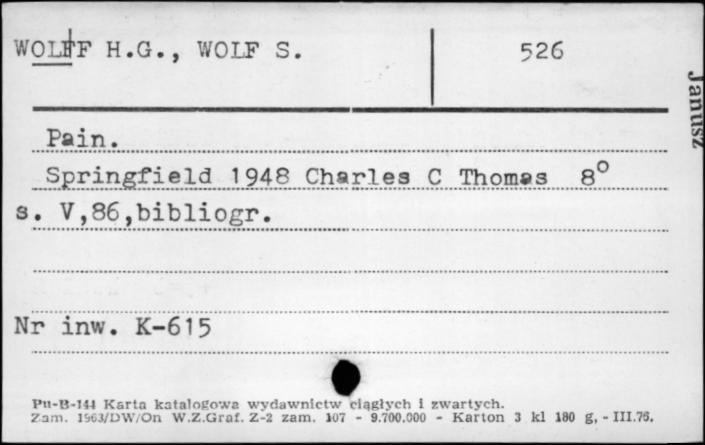 WOLFF H.G., WOLF S. 526
Janusz
Pain.
Springfield 1948 Charles C Thomas 8°
s. V,86,bibliogr.
Nr inw. K-615
Pu-B-144 Karta katalogowa wydawnictw ciągłych i zwartych.
Zam. 1963/DW/On W.Z.Graf. Z-2 zam. 107 - 9.700.000 - Karton 3 kl 180 g, - III.76.